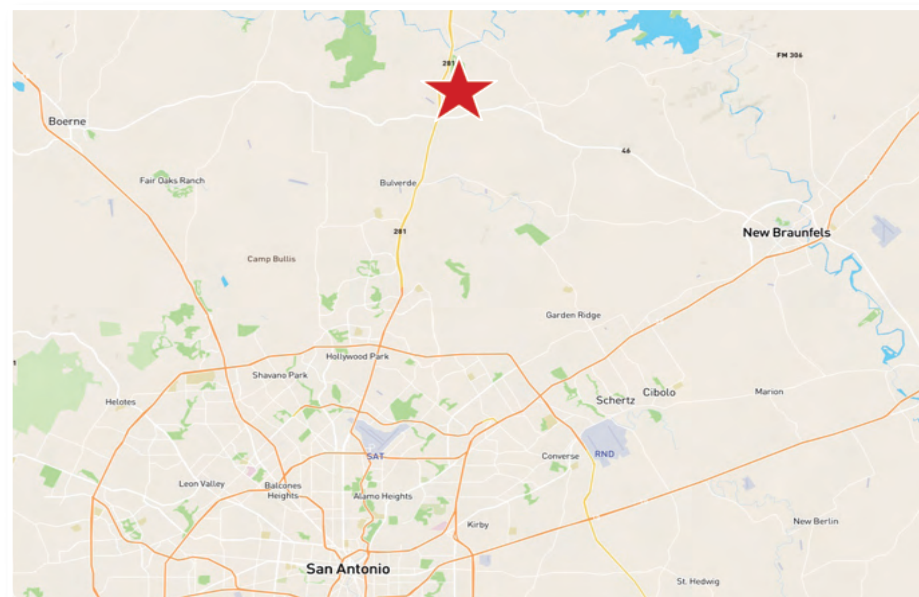 281
FM 306
Boerne
46
Fair Oaks Ranch
Bulverde
281
New Braunfels
Camp Bullis
Garden Ridge
Hollywood Park
1
Shavano Park
Helotes
Schertz
Cibolo
Marion
SAT
RND
Converse
Leon Valley
Balcones
Heights
Alamo Heights
Kirby
New Berlin
San Antonio
St. Hedwig